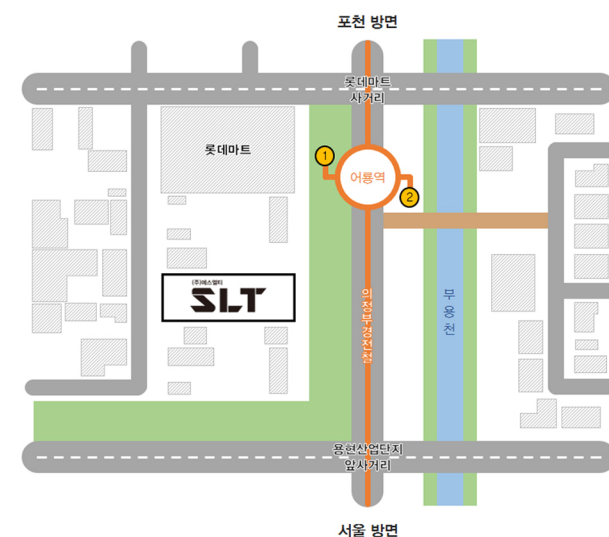 포천 방면
롯데마트
사거리
롯데마트
1
어룡역
2
(주)에스엘티
SLT
의정부경전철
부용천
용현산업단지
앞사거리
서울 방면